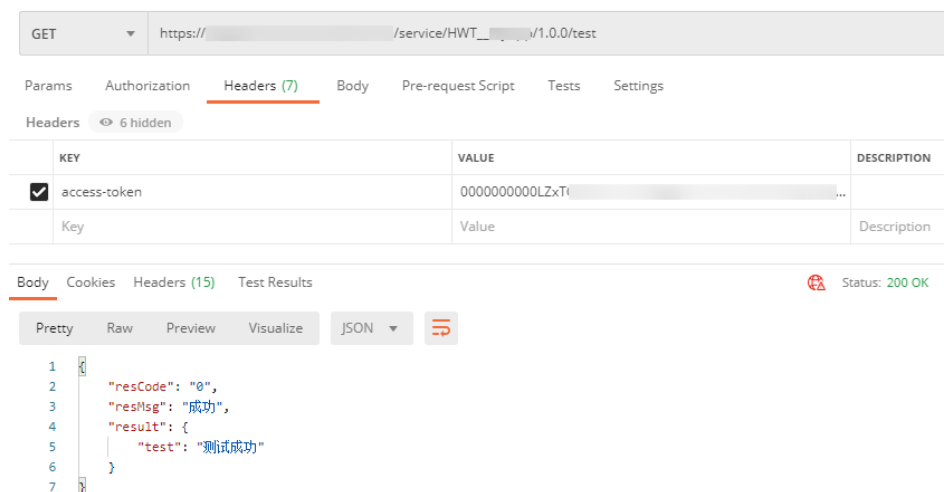 GET https:// /service/HWT__ /1.0.0/test
Params Authorization Headers (7) Body Pre-request Script Tests Settings
Headers 6 hidden
KEY VALUE DESCRIPTION
access-token 0000000000LZxT ...
Key Value Description
Body Cookies Headers (15) Test Results Status: 200 OK
Pretty Raw Preview Visualize JSON
1 {
2 "resCode": "0",
3 "resMsg": "成功",
4 "result": {
5 "test": "测试成功"
6 }
7 }